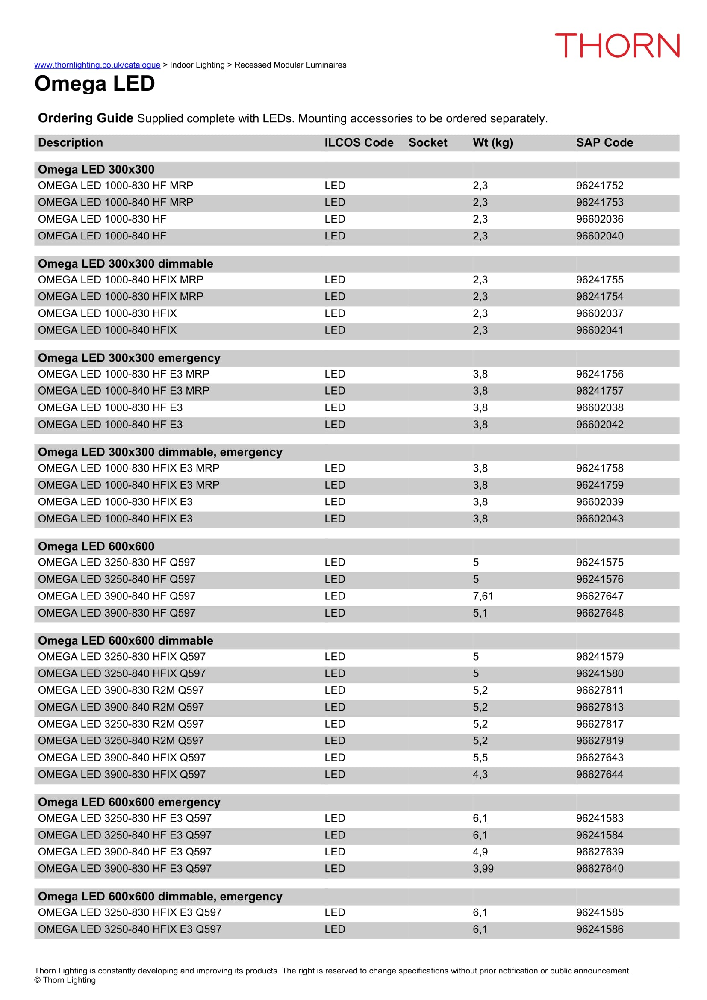 THORN
www.thornlighting.co.uk/catalogue > Indoor Lighting > Recessed Modular Luminaires
Omega LED
Ordering Guide Supplied complete with LEDs. Mounting accessories to be ordered separately.
Description ILCOS Code Socket Wt (kg) SAP Code
Omega LED 300x300
OMEGA LED 1000-830 HF MRP LED 2,3 96241752
OMEGA LED 1000-840 HF MRP LED 2,3 96241753
OMEGA LED 1000-830 HF LED 2,3 96602036
OMEGA LED 1000-840 HF LED 2,3 96602040
Omega LED 300x300 dimmable
OMEGA LED 1000-840 HFIX MRP LED 2,3 96241755
OMEGA LED 1000-830 HFIX MRP LED 2,3 96241754
OMEGA LED 1000-830 HFIX LED 2,3 96602037
OMEGA LED 1000-840 HFIX LED 2,3 96602041
Omega LED 300x300 emergency
OMEGA LED 1000-830 HF E3 MRP LED 3,8 96241756
OMEGA LED 1000-840 HF E3 MRP LED 3,8 96241757
OMEGA LED 1000-830 HF E3 LED 3,8 96602038
OMEGA LED 1000-840 HF E3 LED 3,8 96602042
Omega LED 300x300 dimmable, emergency
OMEGA LED 1000-830 HFIX E3 MRP LED 3,8 96241758
OMEGA LED 1000-840 HFIX E3 MRP LED 3,8 96241759
OMEGA LED 1000-830 HFIX E3 LED 3,8 96602039
OMEGA LED 1000-840 HFIX E3 LED 3,8 96602043
Omega LED 600x600
OMEGA LED 3250-830 HF Q597 LED 5 96241575
OMEGA LED 3250-840 HF Q597 LED 5 96241576
OMEGA LED 3900-840 HF Q597 LED 7,61 96627647
OMEGA LED 3900-830 HF Q597 LED 5,1 96627648
Omega LED 600x600 dimmable
OMEGA LED 3250-830 HFIX Q597 LED 5 96241579
OMEGA LED 3250-840 HFIX Q597 LED 5 96241580
OMEGA LED 3900-830 R2M Q597 LED 5,2 96627811
OMEGA LED 3900-840 R2M Q597 LED 5,2 96627813
OMEGA LED 3250-830 R2M Q597 LED 5,2 96627817
OMEGA LED 3250-840 R2M Q597 LED 5,2 96627819
OMEGA LED 3900-840 HFIX Q597 LED 5,5 96627643
OMEGA LED 3900-830 HFIX Q597 LED 4,3 96627644
Omega LED 600x600 emergency
OMEGA LED 3250-830 HF E3 Q597 LED 6,1 96241583
OMEGA LED 3250-840 HF E3 Q597 LED 6,1 96241584
OMEGA LED 3900-840 HF E3 Q597 LED 4,9 96627639
OMEGA LED 3900-830 HF E3 Q597 LED 3,99 96627640
Omega LED 600x600 dimmable, emergency
OMEGA LED 3250-830 HFIX E3 Q597 LED 6,1 96241585
OMEGA LED 3250-840 HFIX E3 Q597 LED 6,1 96241586
Thorn Lighting is constantly developing and improving its products. The right is reserved to change specifications without prior notification or public announcement.
© Thorn Lighting